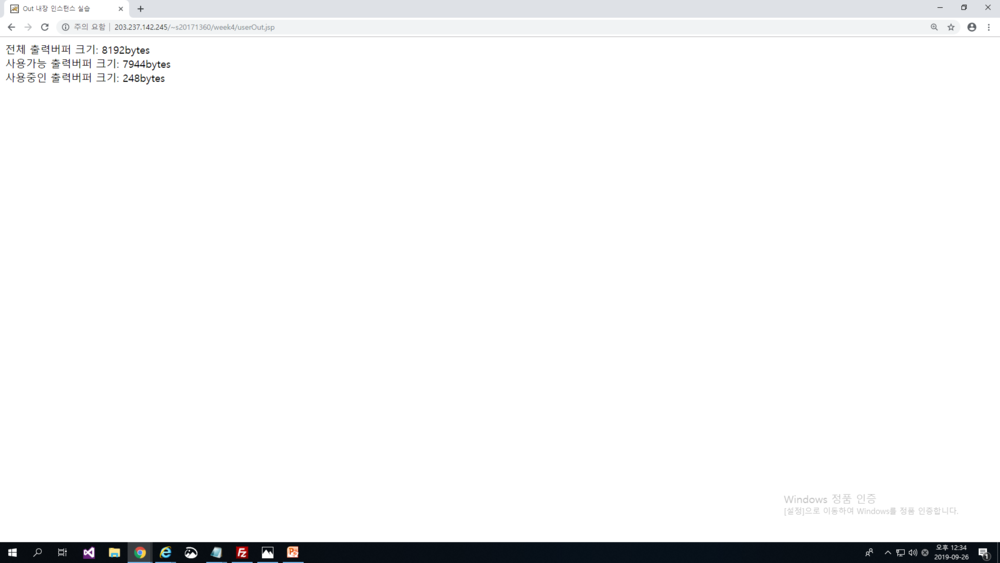 Out 내장 인스턴스 실습
주의 요함 | 203.237.142.245/~s20171360/week4/userOut.jsp
전체 출력버퍼 크기: 8192bytes
사용가능 출력버퍼 크기: 7944bytes
사용중인 출력버퍼 크기: 248bytes
Windows 정품 인증
[설정]으로 이동하여 Windows를 정품 인증합니다.
오후 12:34
2019-09-26